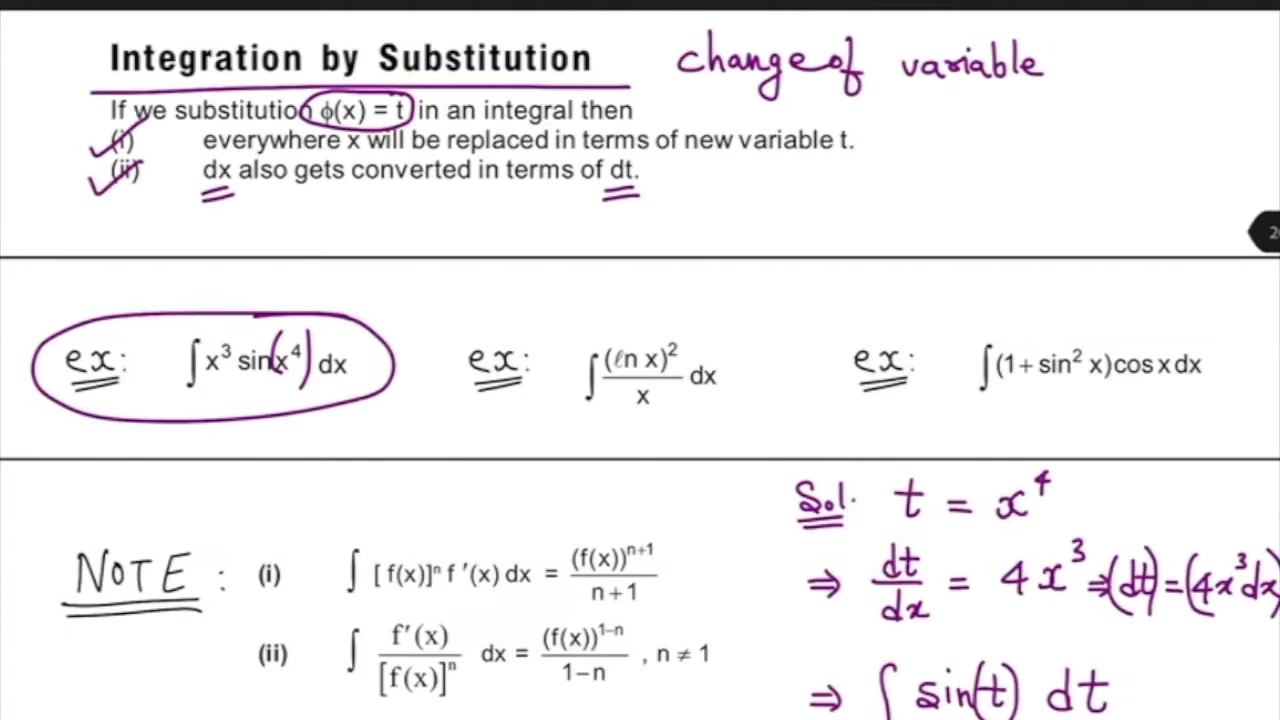 Integration by Substitution change of variable
If we substitution ϕ(x) = t in an integral then
(i) everywhere x will be replaced in terms of new variable t.
(ii) dx also gets converted in terms of dt.
ex: ∫x³ sin(x⁴) dx ex: ∫(ℓn x)²/x dx ex: ∫(1+ sin² x)cos x dx
Sol. t = x⁴
NOTE : (i) ∫ [ f(x)]ⁿ f ′(x) dx = (f(x))ⁿ⁺¹/n+1
⇒ dt/dx = 4x³ ⇒ (dt) = (4x³dx)
(ii) ∫ f′(x)/[f(x)]ⁿ dx = (f(x))¹⁻ⁿ/1−n , n ≠ 1
⇒ ∫ sin(t) dt